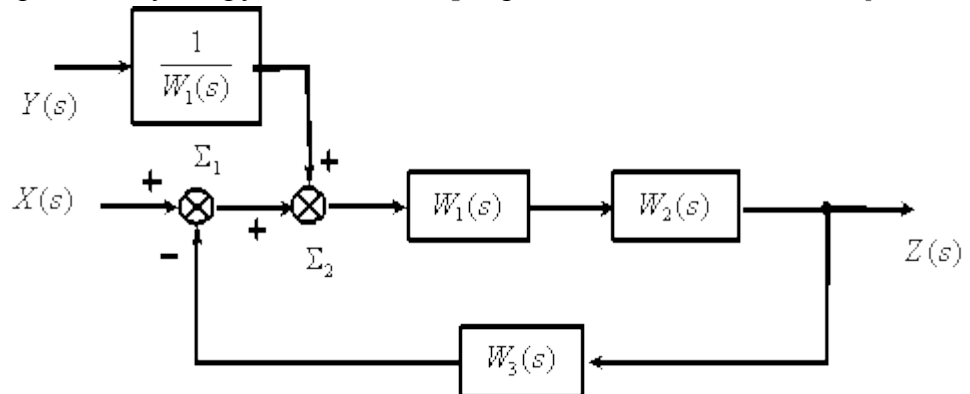 1
W₁(s)
Y(s)
Σ₁
+
X(s)
+
+
-
Σ₂
W₁(s)
W₂(s)
Z(s)
W₃(s)